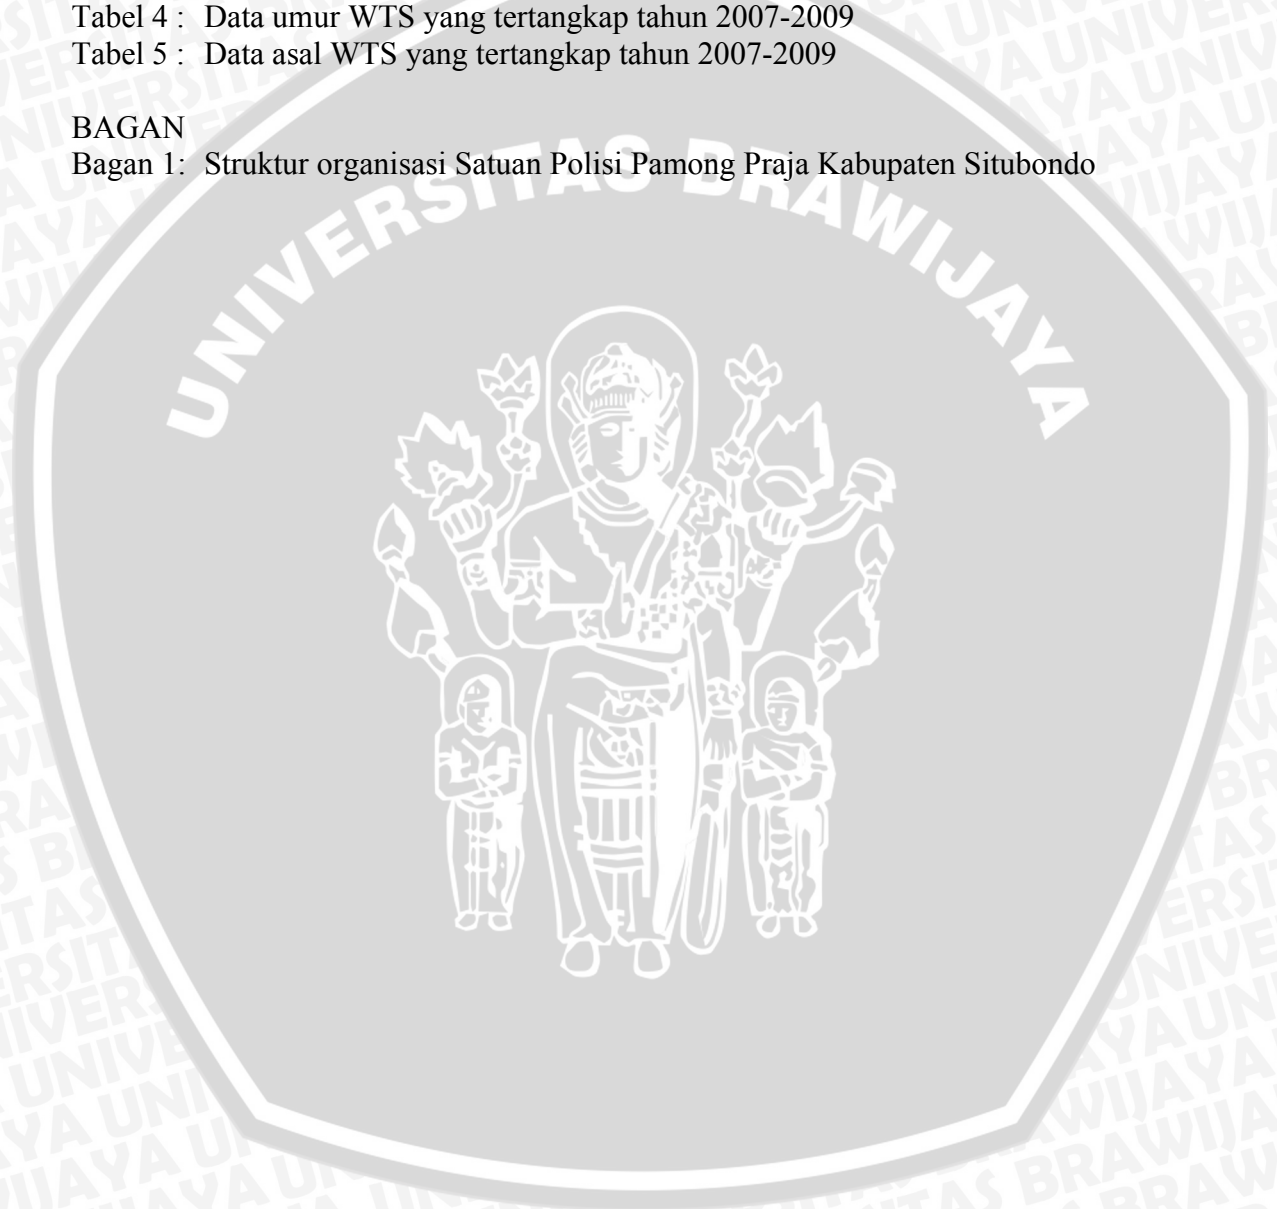 Tabel 4 : Data umur WTS yang tertangkap tahun 2007-2009
Tabel 5 : Data asal WTS yang tertangkap tahun 2007-2009
BAGAN
Bagan 1: Struktur organisasi Satuan Polisi Pamong Praja Kabupaten Situbondo
UNIVERSITAS BRAWIJAYA